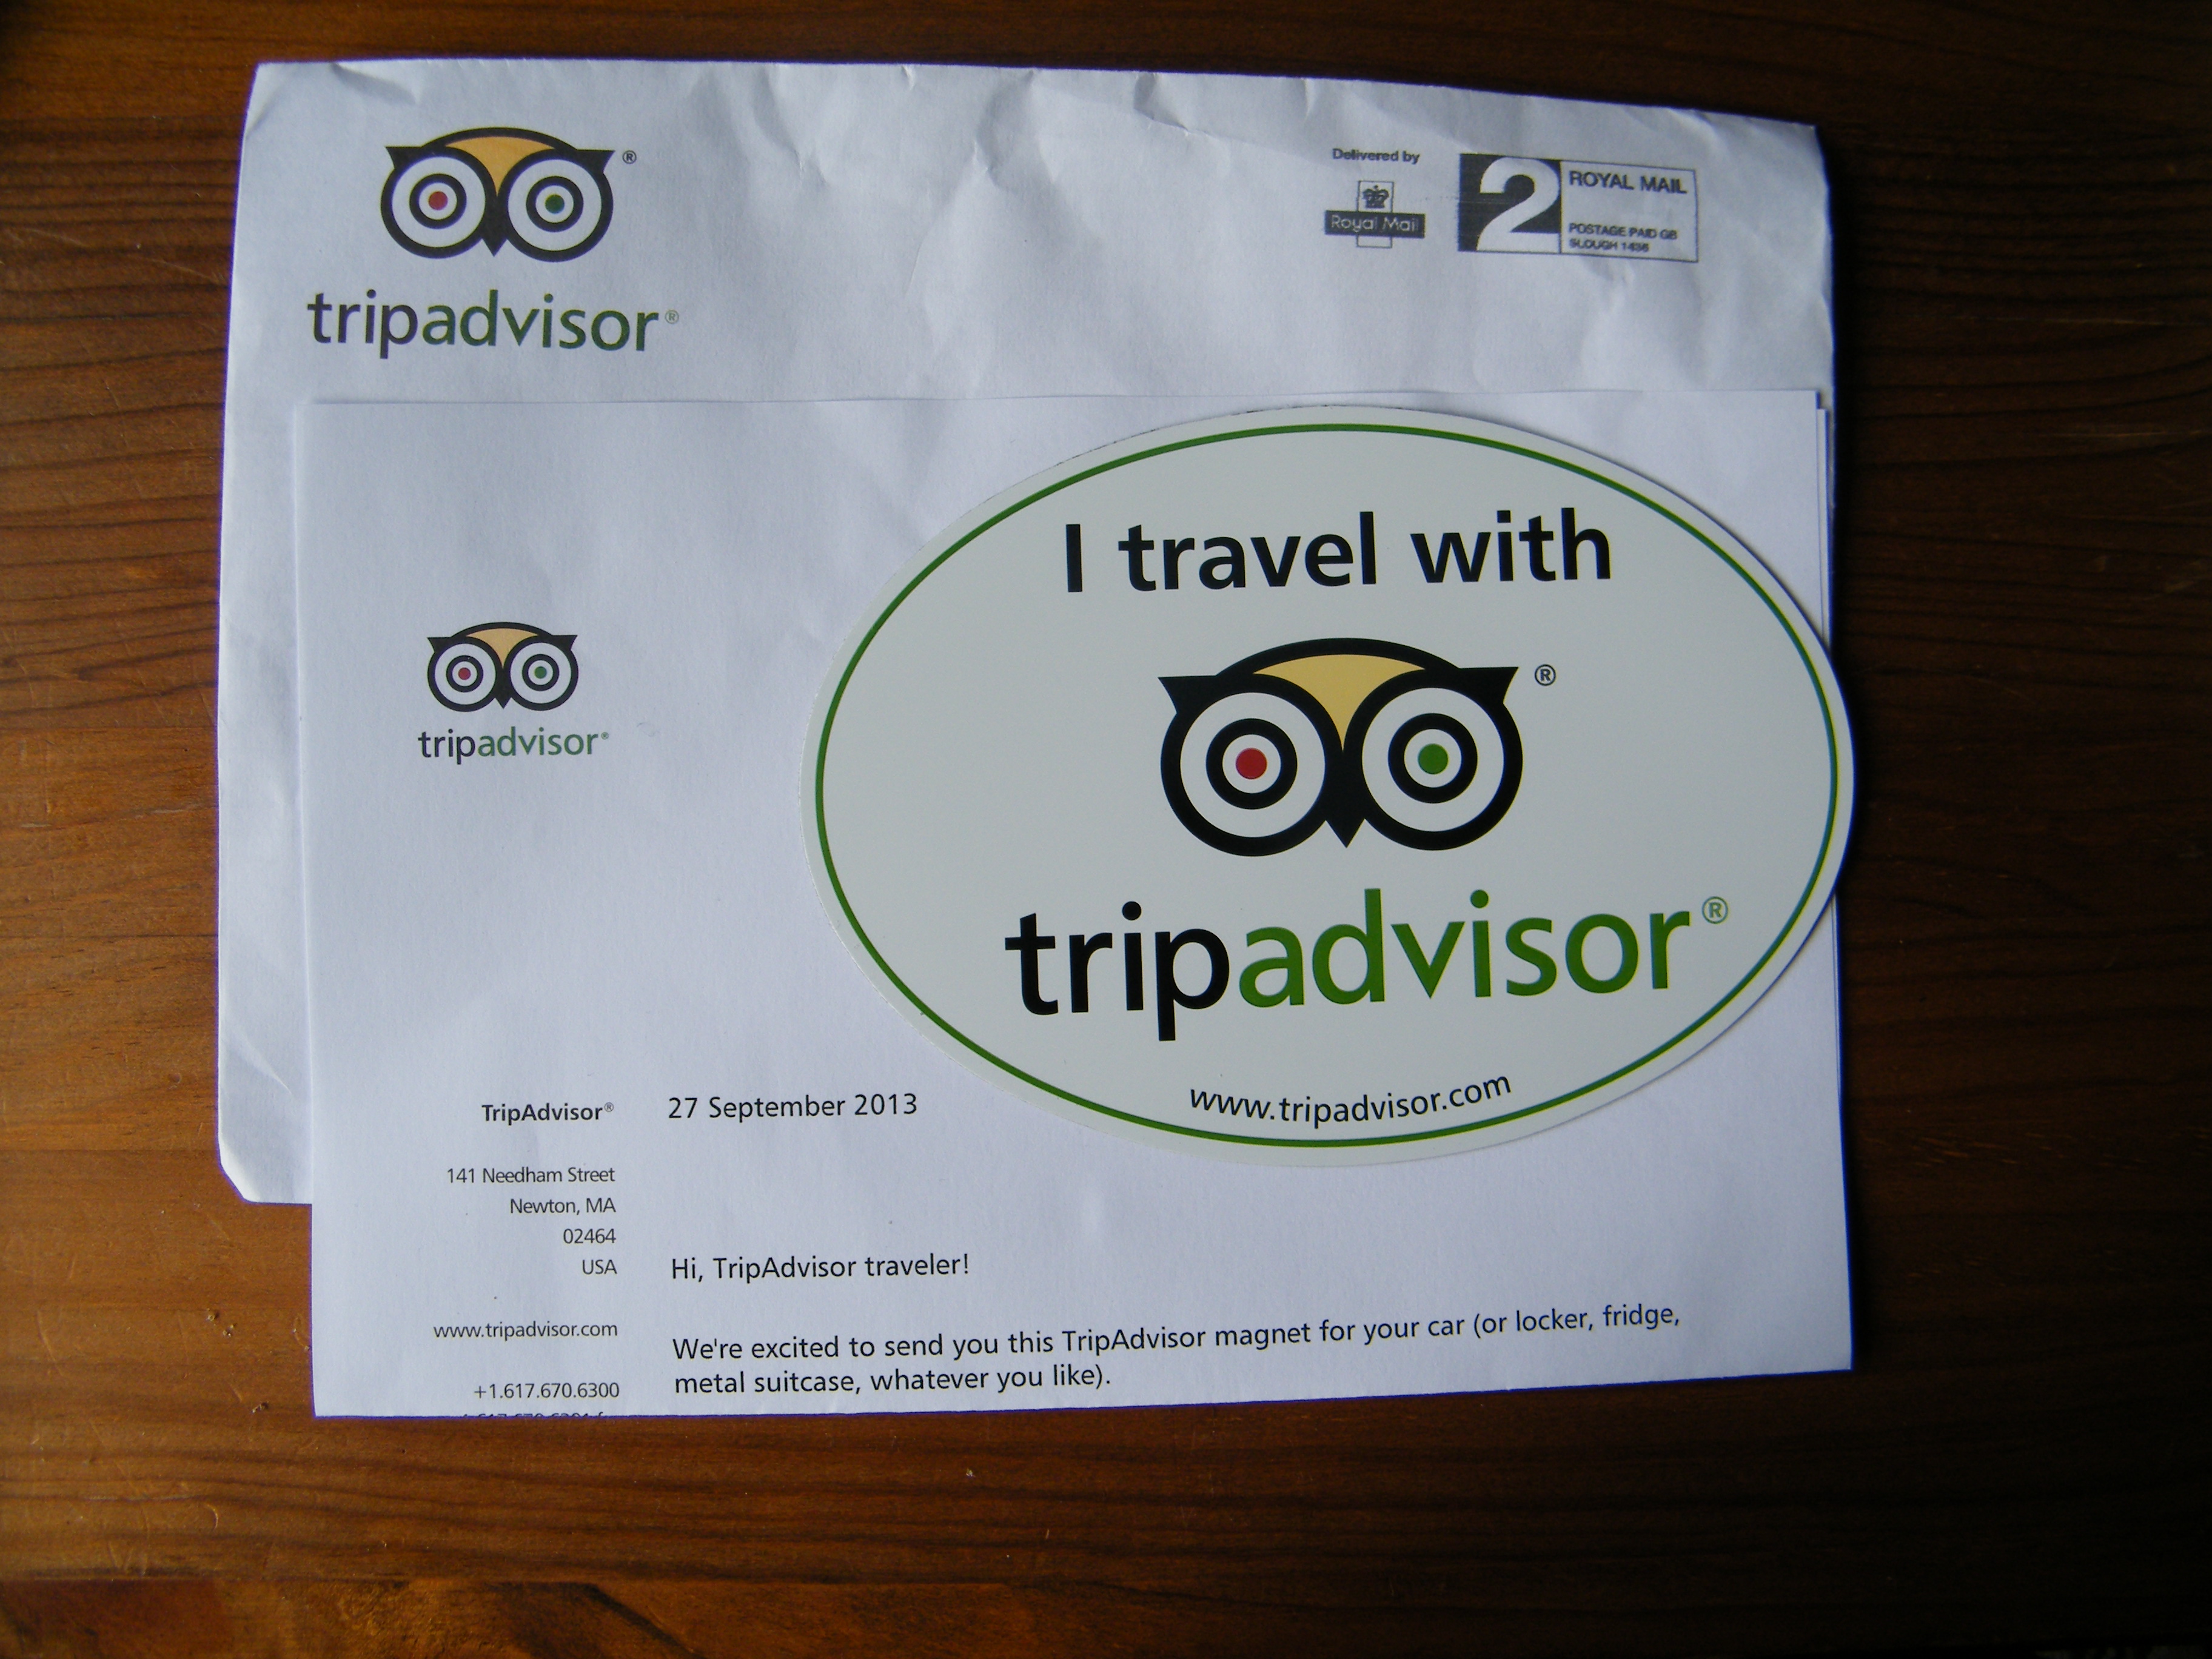 tripadvisor®
Delivered by
Royal Mail
2
ROYAL MAIL
POSTAGE PAID GB
SLOUGH 1436
I travel with
®
tripadvisor®
www.tripadvisor.com
tripadvisor®
TripAdvisor®
141 Needham Street
Newton, MA
02464
USA
www.tripadvisor.com
+1.617.670.6300
27 September 2013
Hi, TripAdvisor traveler!
We're excited to send you this TripAdvisor magnet for your car (or locker, fridge,
metal suitcase, whatever you like).